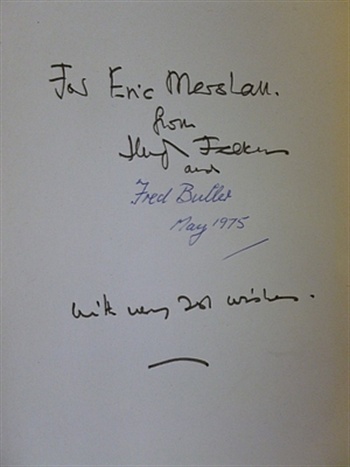 For Eric Marshall.
from
Hugh Falkus
and
Fred Buller
May 1975
with very best wishes.